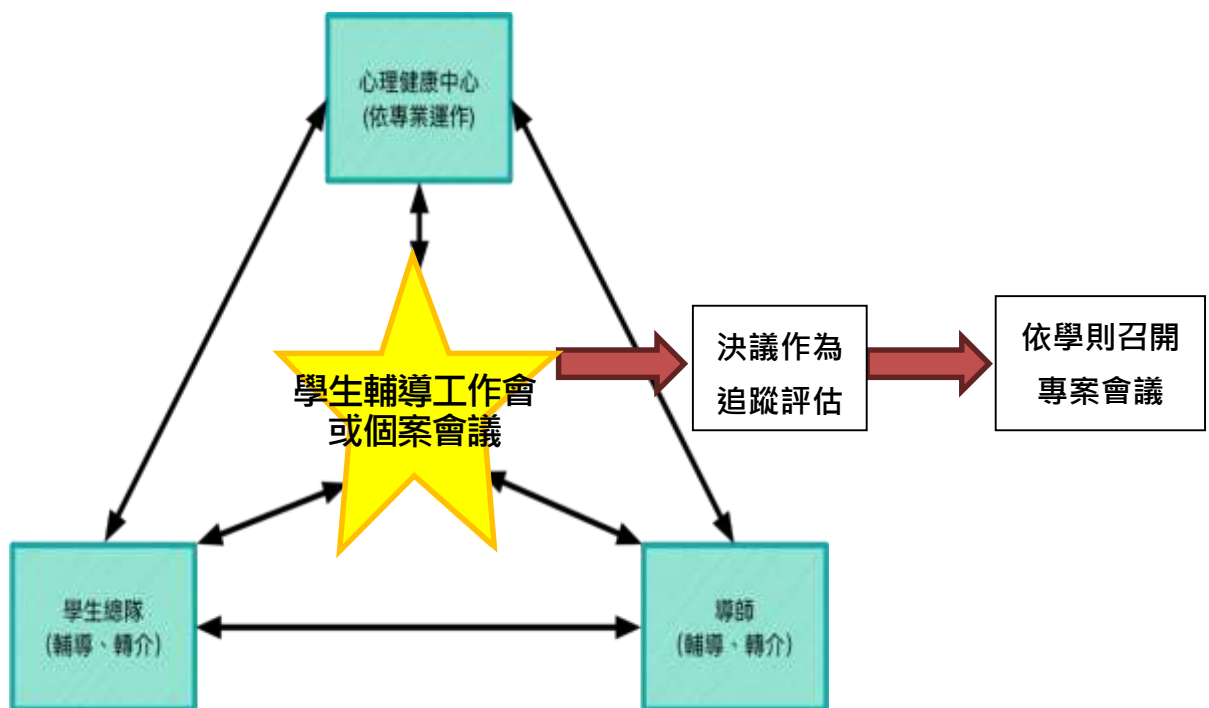 心理健康中心
(依專業運作)
學生輔導工作會
或個案會議
決議作為
追蹤評估
依學則召開
專案會議
學生總隊
(輔導、轉介)
導師
(輔導、轉介)